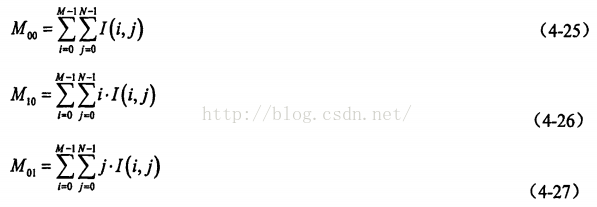 M₀₀ = ∑_{i=0}^{M−1} ∑_{j=0}^{N−1} I(i,j) （4-25）
M₁₀ = ∑_{i=0}^{M−1} ∑_{j=0}^{N−1} i·I(i,j)
http://blog.csdn.net/
（4-26）
M₀₁ = ∑_{i=0}^{M−1} ∑_{j=0}^{N−1} j·I(i,j)
（4-27）